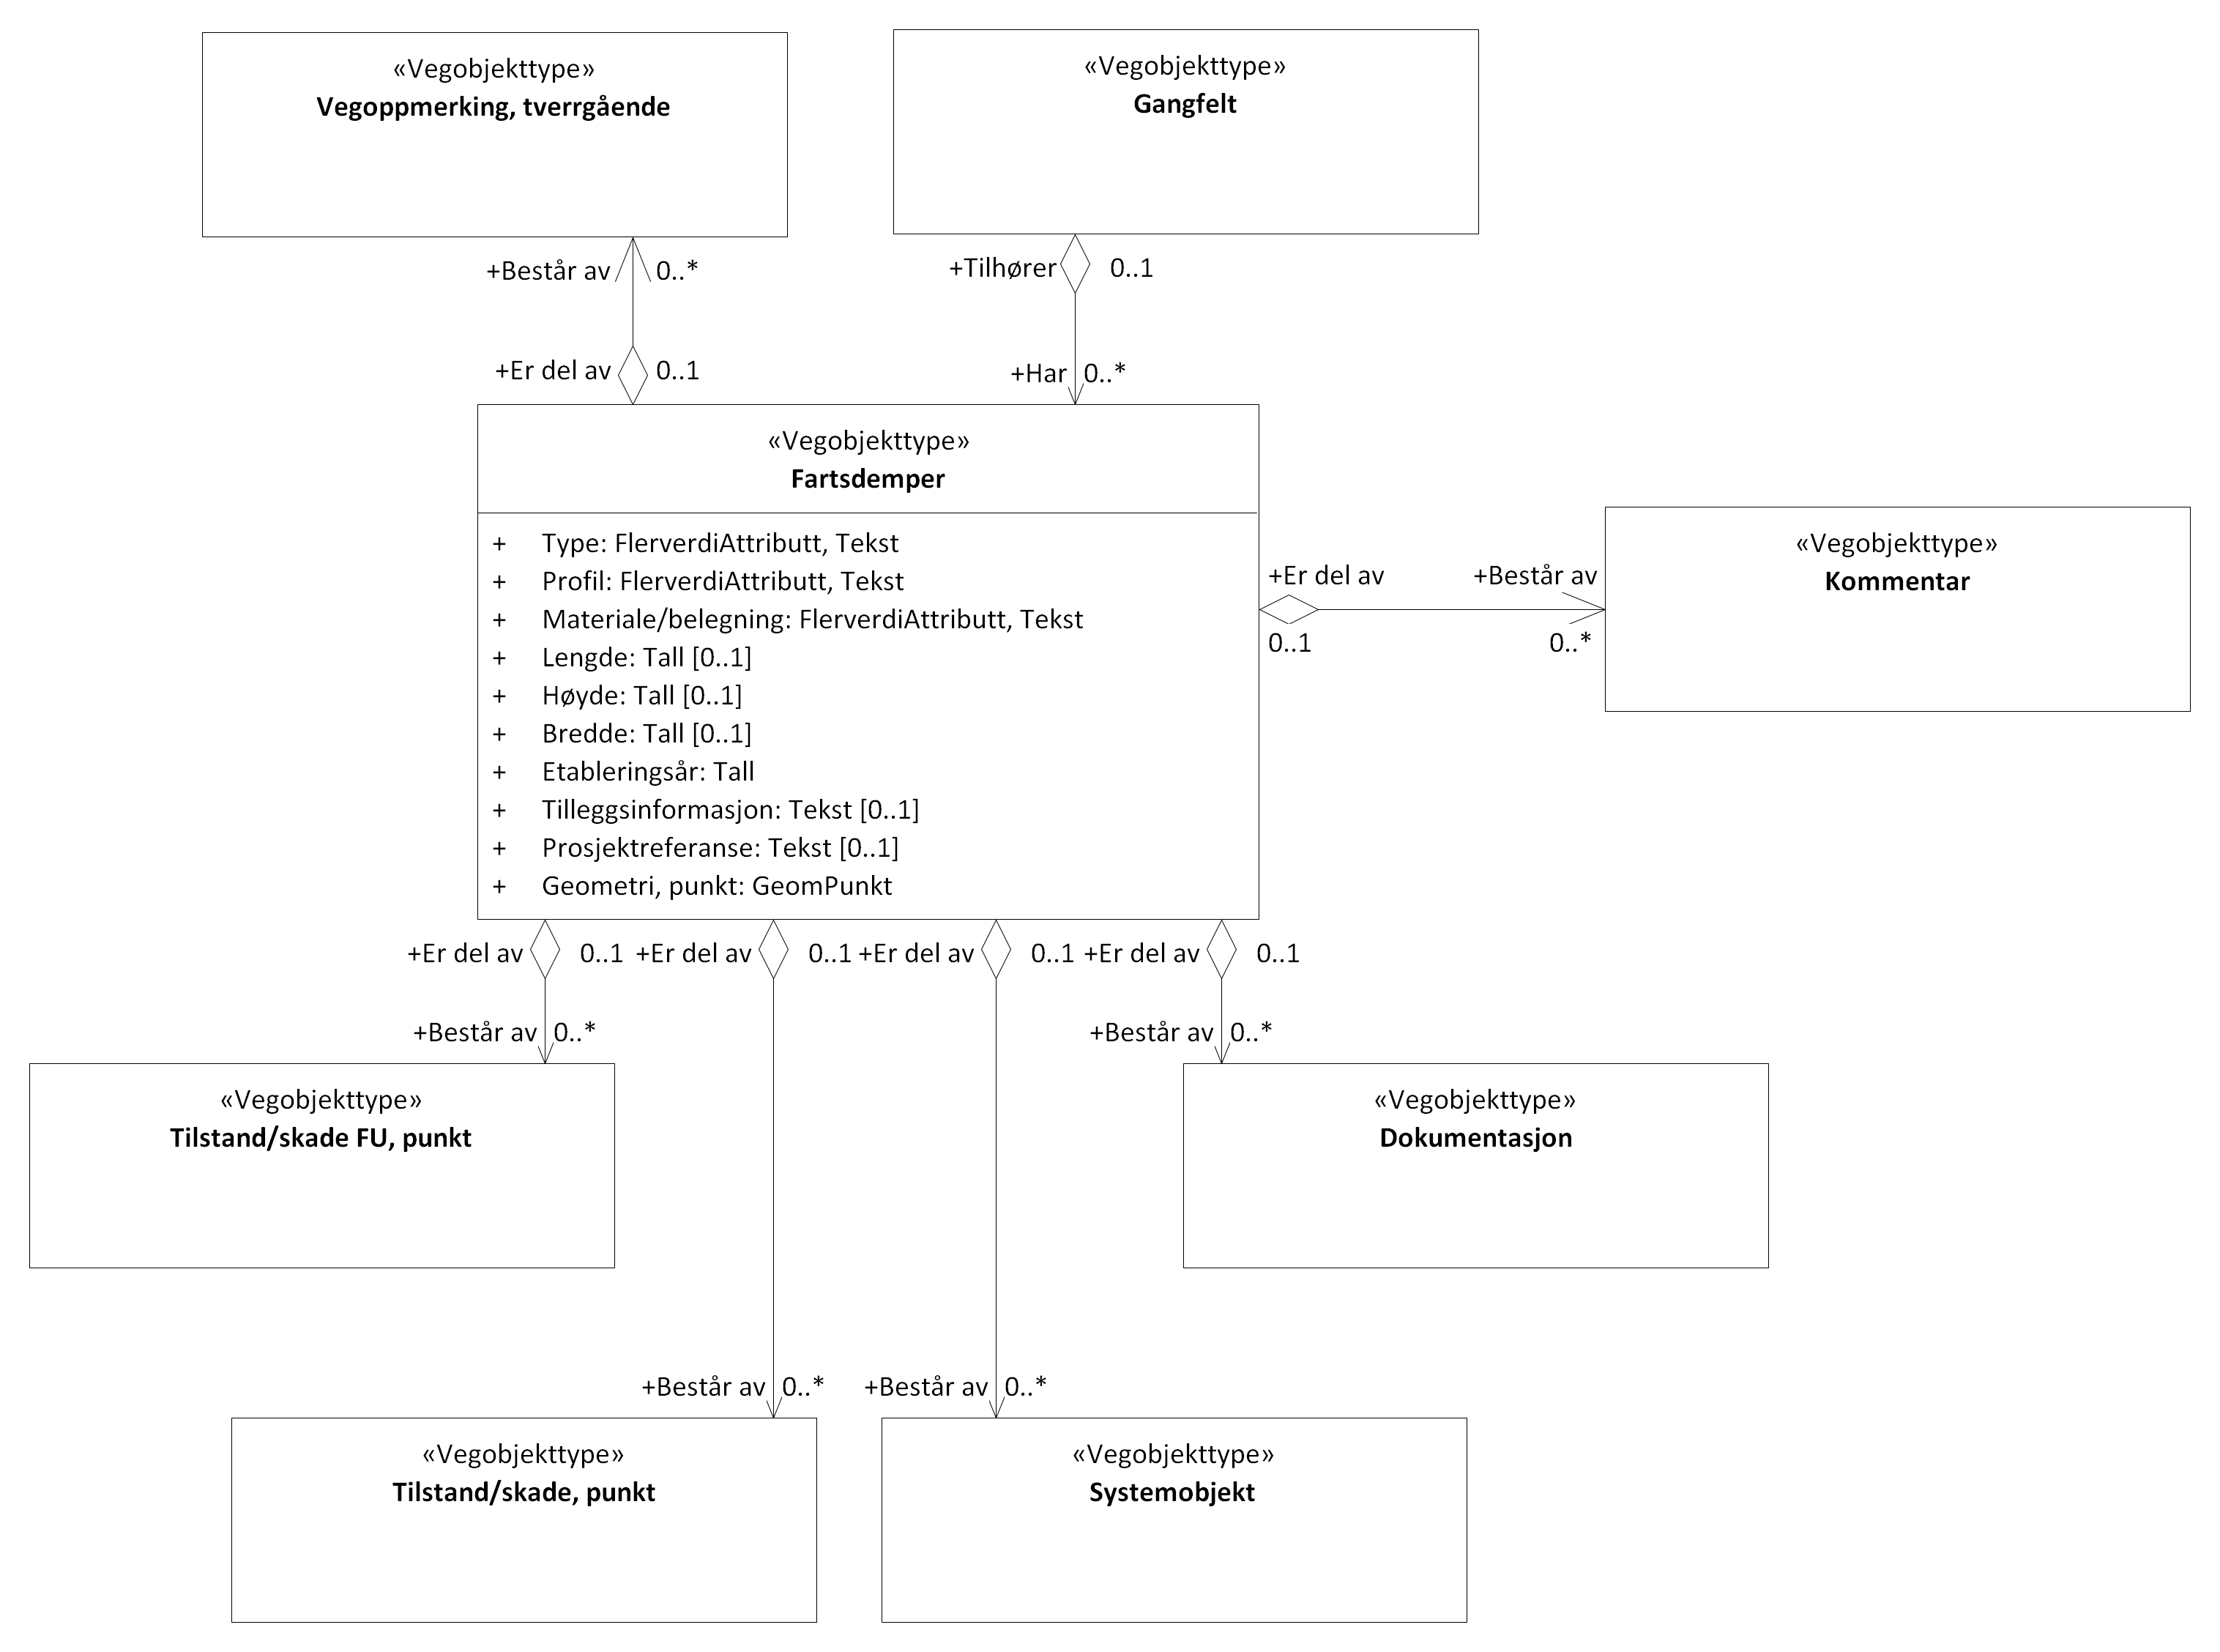 «Vegobjekttype»
Vegoppmerking, tverrgående
«Vegobjekttype»
Gangfelt
+Består av 0..*
+Tilhører 0..1
+Er del av 0..1
+Har 0..*
«Vegobjekttype»
Fartsdemper
+ Type: FlerverdiAttributt, Tekst
+ Profil: FlerverdiAttributt, Tekst
+ Materiale/belegning: FlerverdiAttributt, Tekst
+ Lengde: Tall [0..1]
+ Høyde: Tall [0..1]
+ Bredde: Tall [0..1]
+ Etableringsår: Tall
+ Tilleggsinformasjon: Tekst [0..1]
+ Prosjektreferanse: Tekst [0..1]
+ Geometri, punkt: GeomPunkt
+Er del av +Består av
0..1 0..*
«Vegobjekttype»
Kommentar
+Er del av 0..1 +Er del av 0..1 +Er del av 0..1 +Er del av 0..1
+Består av 0..*
+Består av 0..*
«Vegobjekttype»
Tilstand/skade FU, punkt
«Vegobjekttype»
Dokumentasjon
+Består av 0..*
+Består av 0..*
«Vegobjekttype»
Tilstand/skade, punkt
«Vegobjekttype»
Systemobjekt